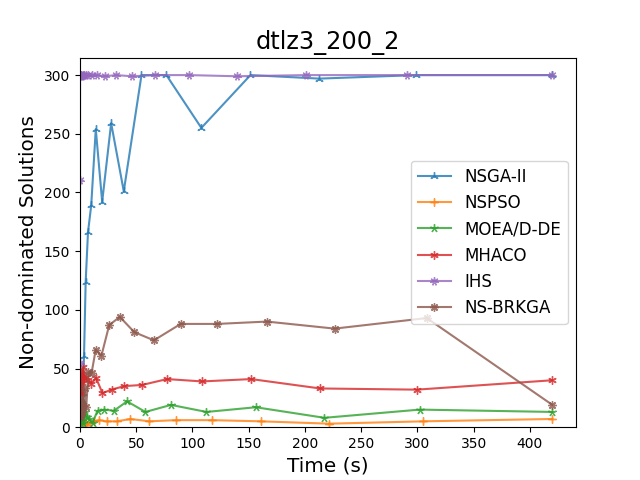 dtlz3_200_2
Non-dominated Solutions
300
250
200
150
100
50
0
NSGA-II
NSPSO
MOEA/D-DE
MHACO
IHS
NS-BRKGA
0 50 100 150 200 250 300 350 400
Time (s)